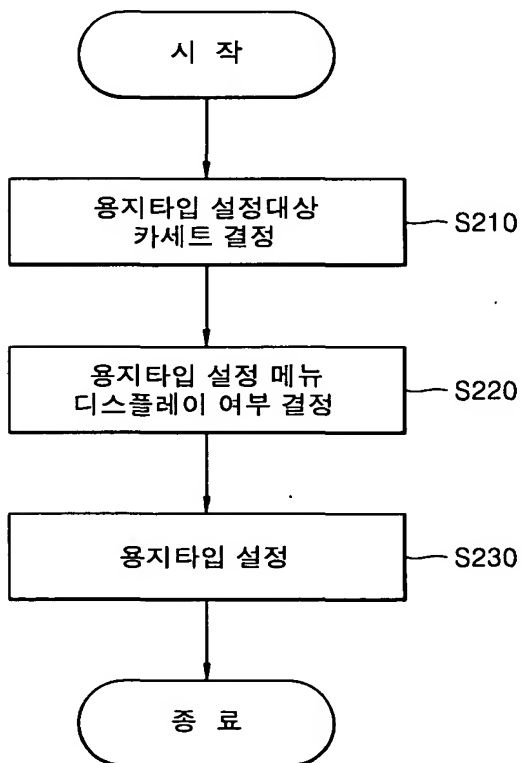 시 작
용지타입 설정대상
카세트 결정
S210
용지타입 설정 메뉴
디스플레이 여부 결정
S220
용지타입 설정
S230
종 료